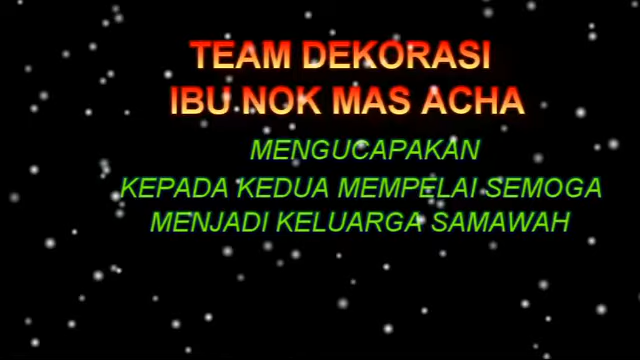 TEAM DEKORASI
IBU NOK MAS ACHA
MENGUCAPAKAN
KEPADA KEDUA MEMPELAI SEMOGA
MENJADI KELUARGA SAMAWAH